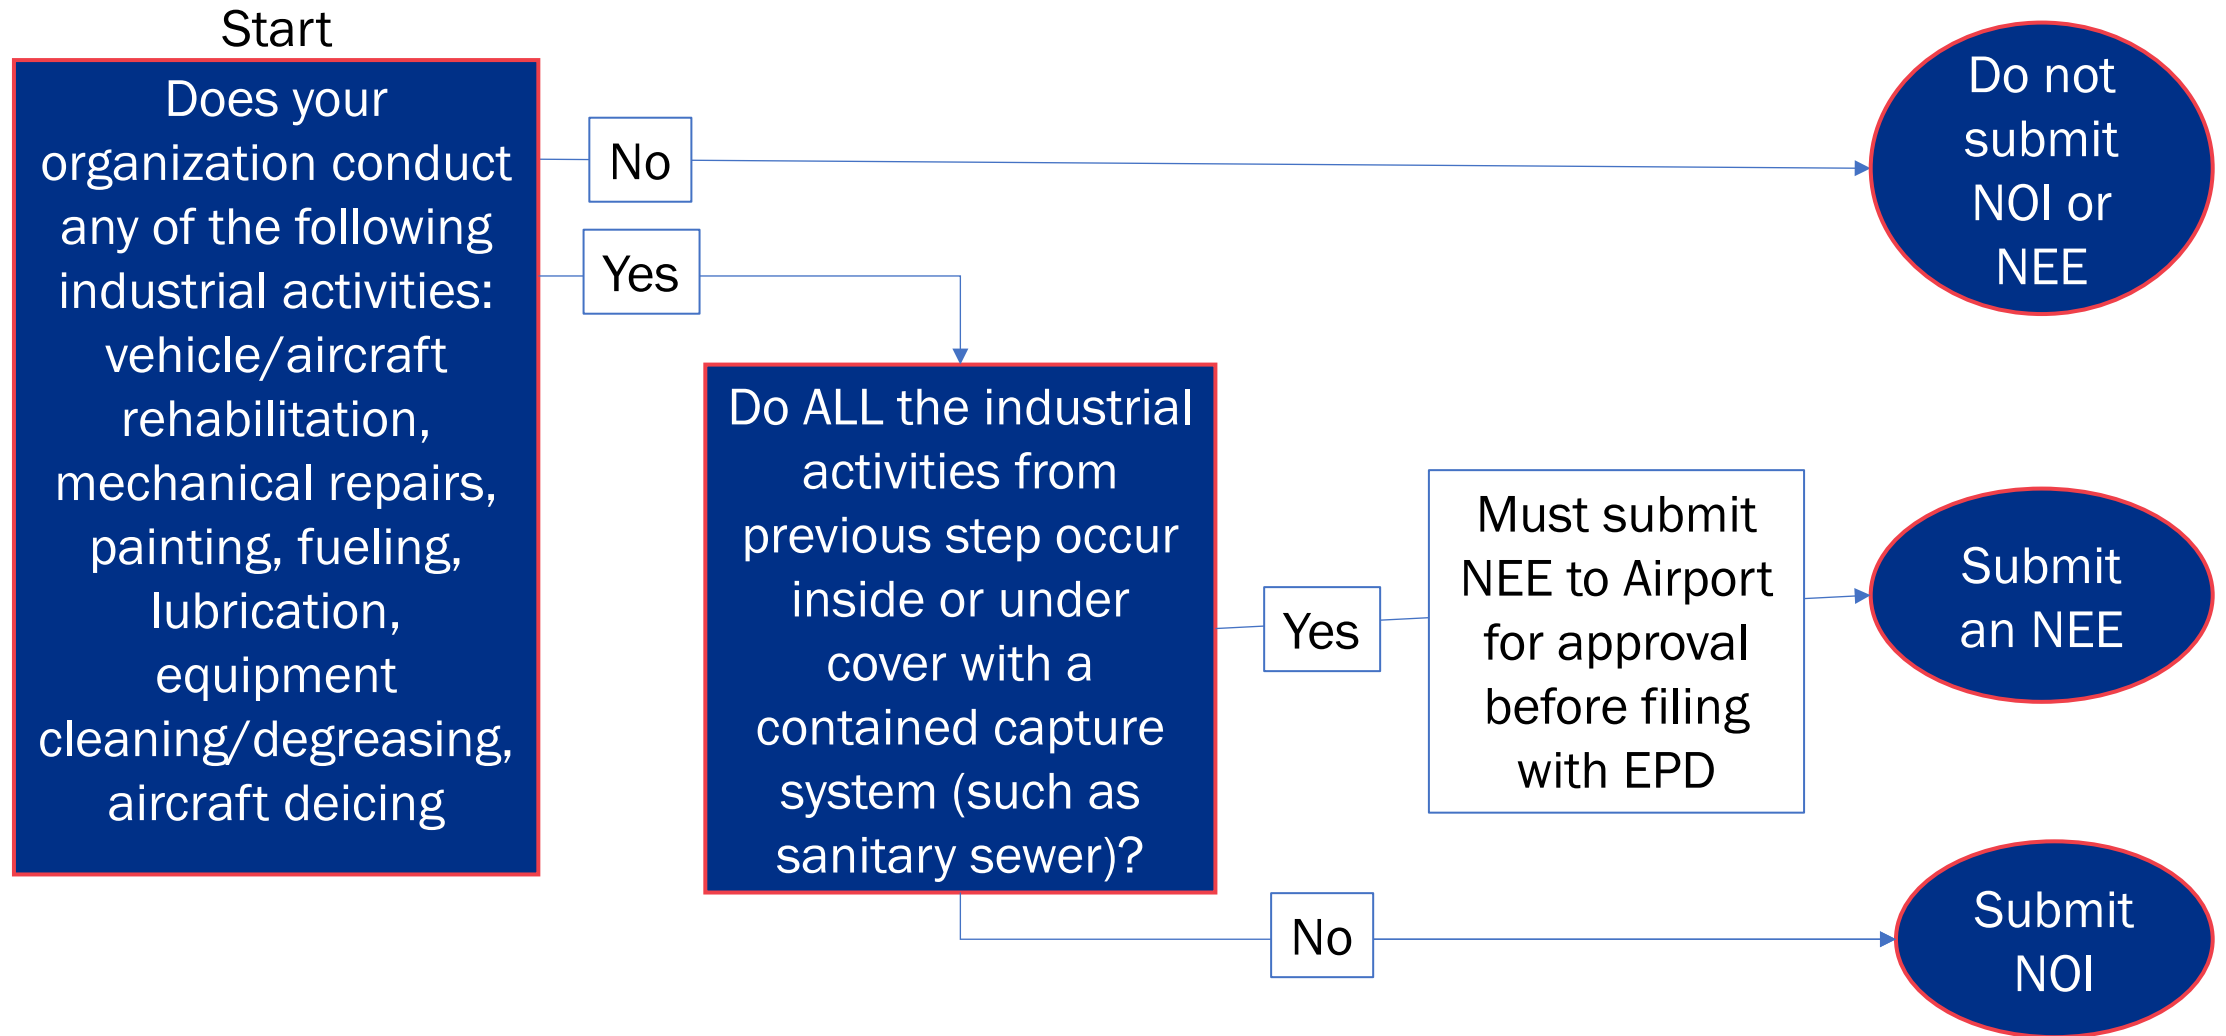 Start
Does your
organization conduct
any of the following
industrial activities:
vehicle/aircraft
rehabilitation,
mechanical repairs,
painting, fueling,
lubrication,
equipment
cleaning/degreasing,
aircraft deicing
No
Do not
submit
NOI or
NEE
Yes
Do ALL the industrial
activities from
previous step occur
inside or under
cover with a
contained capture
system (such as
sanitary sewer)?
Yes
Must submit
NEE to Airport
for approval
before filing
with EPD
Submit
an NEE
No
Submit
NOI